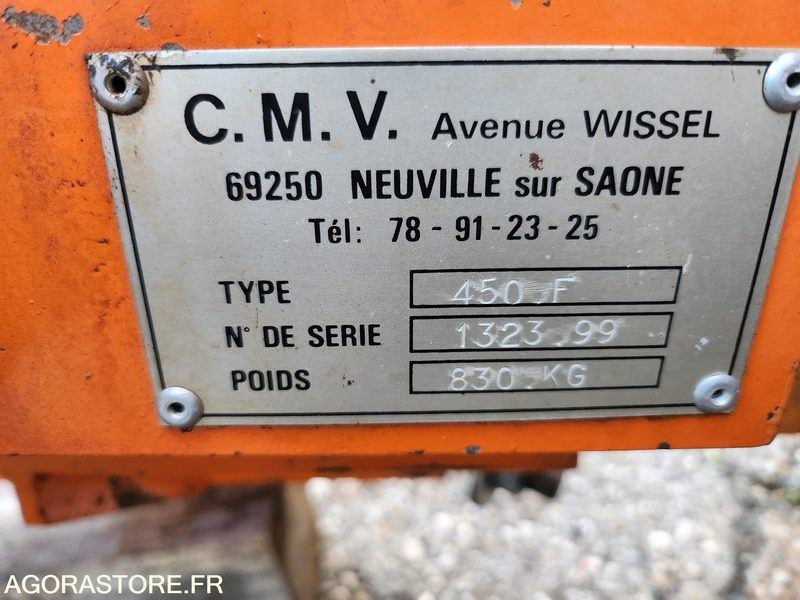 C.M.V. Avenue WISSEL
69250 NEUVILLE sur SAONE
Tél: 78 - 91 - 23 - 25
TYPE 450.F
N° DE SERIE 1323.99
POIDS 830.KG
AGORASTORE.FR